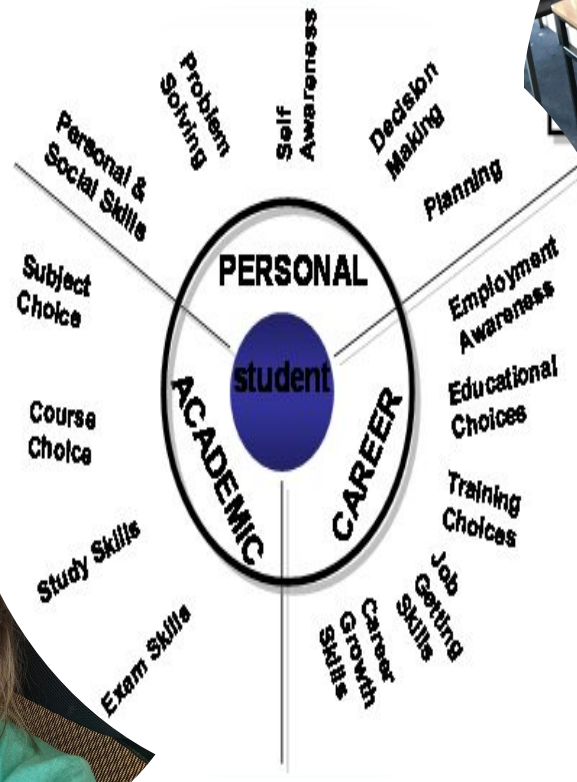 Self
Awareness
Problem
Solving
Decision
Making
Personal &
Social Skills
Planning
PERSONAL
Subject
Choice
Employment
Awareness
student
Educational
Choices
ACADEMIC
CAREER
Course
Choice
Training
Choices
Study Skills
Job
Getting
Skills
Career
Growth
Skills
Exam Skills